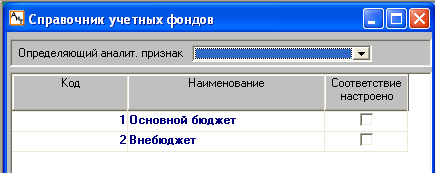 Справочник учетных фондов
Определяющий аналит. признак
Код Наименование Соответствие настроено
1 Основной бюджет
2 Внебюджет